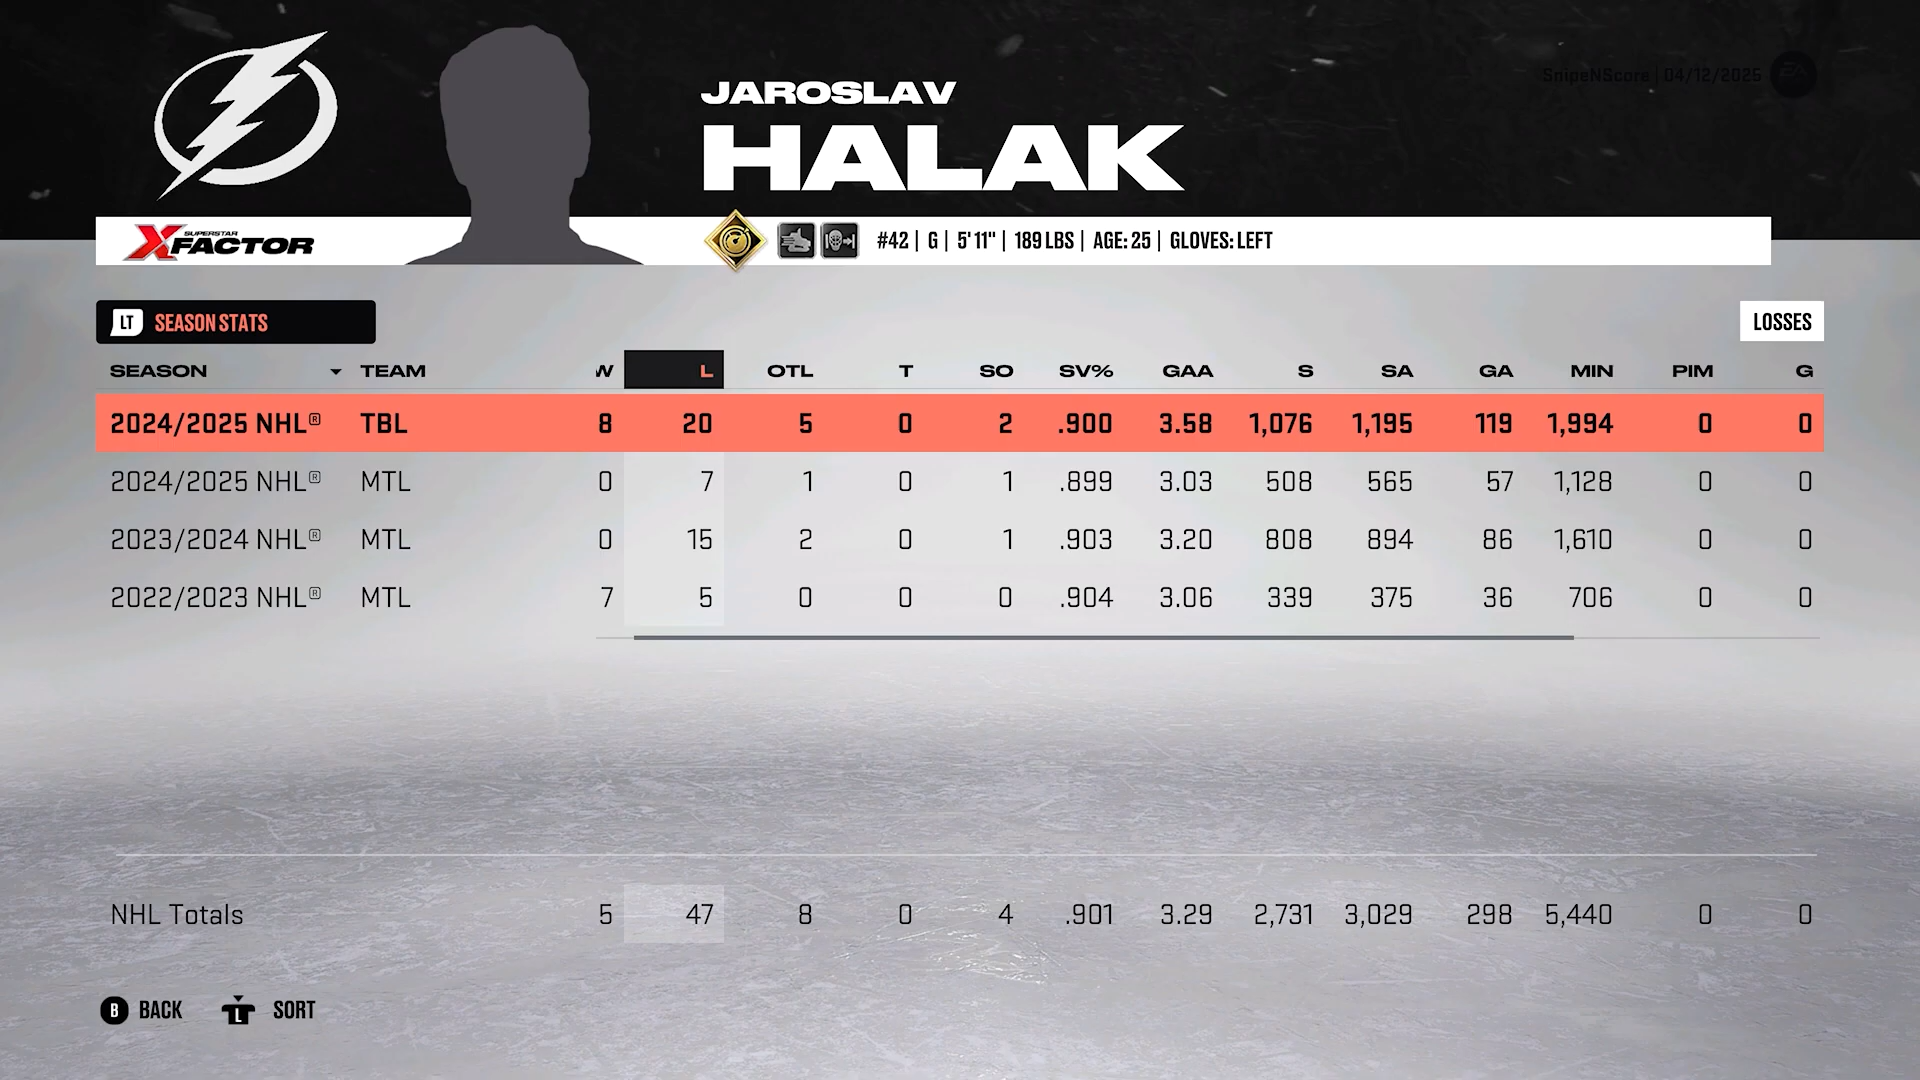 SnipeNScore | 04/12/2025
JAROSLAV
HALAK
SUPERSTAR
XFACTOR
#42 | G | 5' 11" | 189 LBS | AGE: 25 | GLOVES: LEFT
LT SEASON STATS
LOSSES
SEASON TEAM W L OTL T SO SV% GAA S SA GA MIN PIM G
2024/2025 NHL® TBL 8 20 5 0 2 .900 3.58 1,076 1,195 119 1,994 0 0
2024/2025 NHL® MTL 0 7 1 0 1 .899 3.03 508 565 57 1,128 0 0
2023/2024 NHL® MTL 0 15 2 0 1 .903 3.20 808 894 86 1,610 0 0
2022/2023 NHL® MTL 7 5 0 0 0 .904 3.06 339 375 36 706 0 0
NHL Totals 5 47 8 0 4 .901 3.29 2,731 3,029 298 5,440 0 0
B BACK L SORT